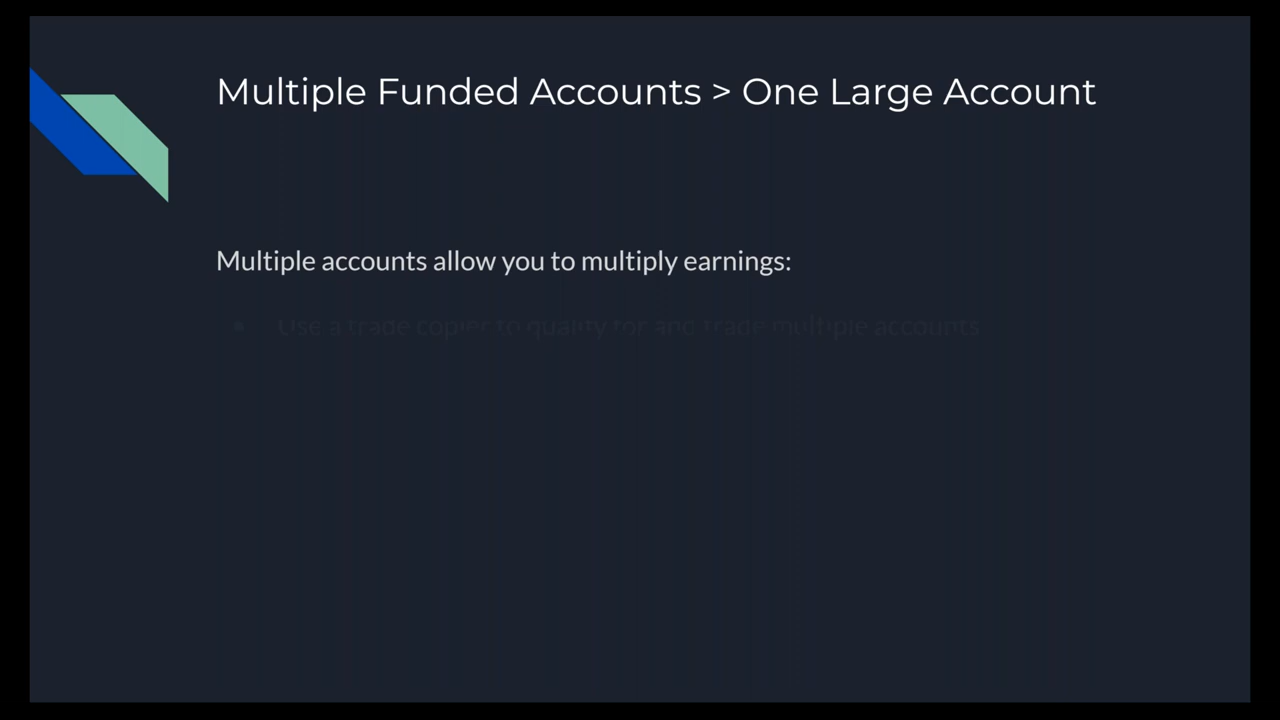 Multiple Funded Accounts > One Large Account
Multiple accounts allow you to multiply earnings:
Use a trade copier to qualify for and trade multiple accounts